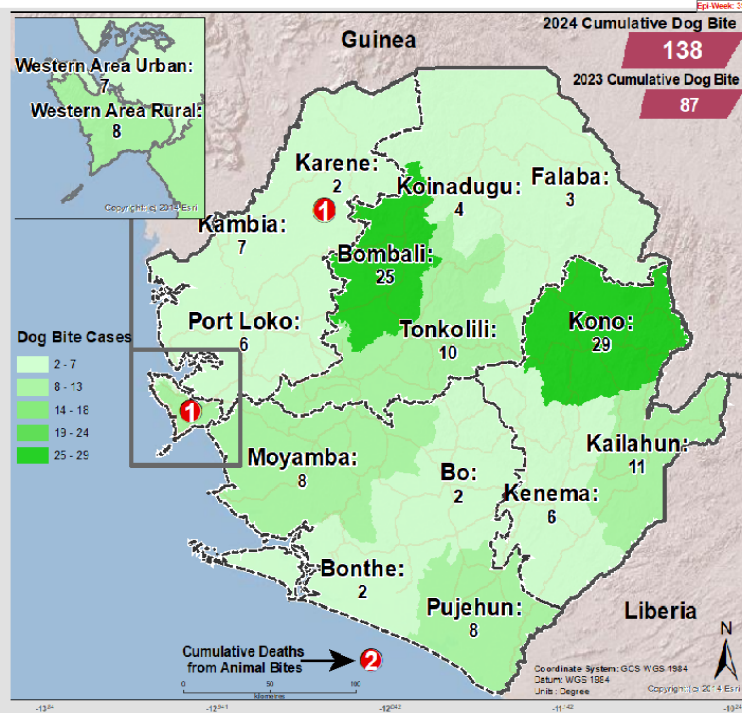 Epi-Week: 3
2024 Cumulative Dog Bite
138
2023 Cumulative Dog Bite
87
Guinea
Western Area Urban:
7
Western Area Rural:
8
Copyright:(c) 2014 Esri
Karene:
2
1
Koinadugu:
4
Falaba:
3
Kambia:
7
Bombali:
25
Port Loko:
6
Tonkolili:
10
Kono:
29
Dog Bite Cases
2 - 7
8 - 13
14 - 18
19 - 24
25 - 29
1
Moyamba:
8
Bo:
2
Kenema:
6
Kailahun:
11
Bonthe:
2
Pujehun:
8
Liberia
N
Cumulative Deaths
from Animal Bites
2
0 50 100
kilometres
Coordinate System: GCS WGS 1984
Datum: WGS 1984
Units: Degree
Copyright:(c) 2014 Esri